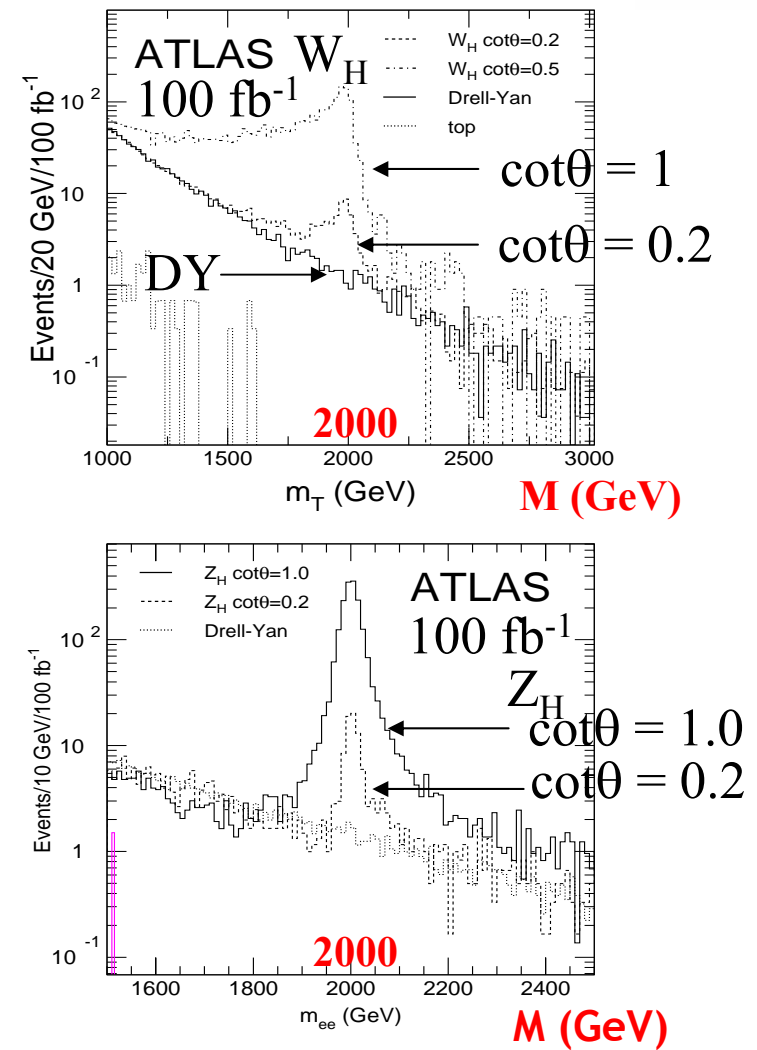 ATLAS W_H
100 fb⁻¹
W_H cotθ=0.2
W_H cotθ=0.5
Drell-Yan
top
cotθ = 1
cotθ = 0.2
DY
Events/20 GeV/100 fb⁻¹
10²
10
1
10⁻¹
2000
1000 1500 2000 2500 3000
m_T (GeV) M (GeV)
Z_H cotθ=1.0
Z_H cotθ=0.2
Drell-Yan
ATLAS
100 fb⁻¹
Z_H
cotθ = 1.0
cotθ = 0.2
Events/10 GeV/100 fb⁻¹
10²
10
1
10⁻¹
2000
1600 1800 2000 2200 2400
m_ee (GeV) M (GeV)